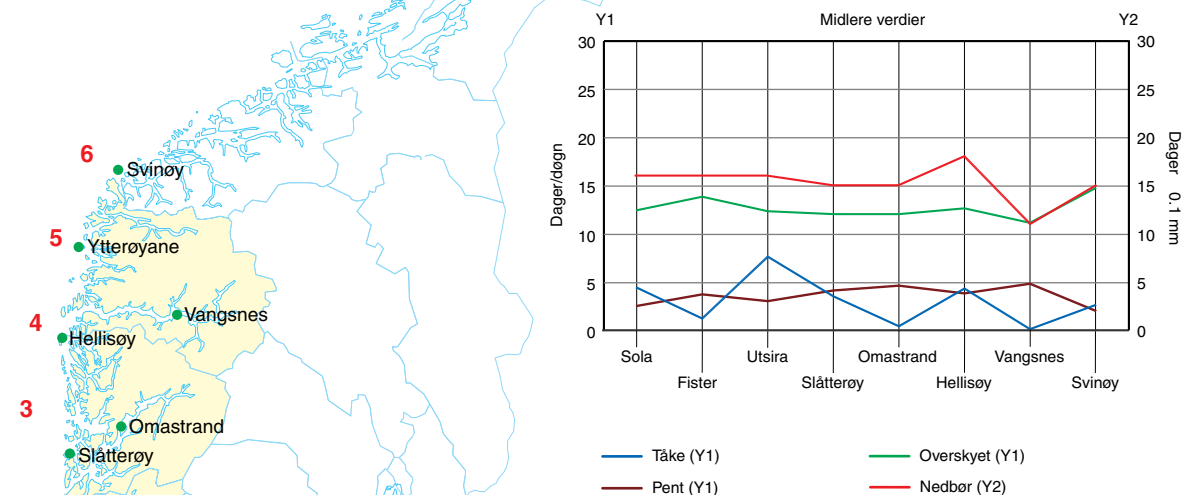 6
Svinøy
5
Ytterøyane
Vangsnes
4
Hellisøy
3
Omastrand
Slåtterøy
Y1 Midlere verdier Y2
30 30
25 25
20 20
15 15
10 10
5 5
0 0
Dager/døgn
Dager 0.1 mm
Sola Utsira Omastrand Vangsnes
Fister Slåtterøy Hellisøy Svinøy
Tåke (Y1) Overskyet (Y1)
Pent (Y1) Nedbør (Y2)